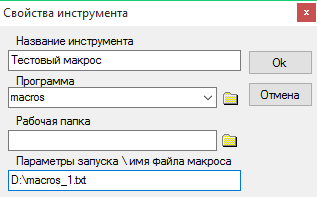 Свойства инструмента
Название инструмента
Тестовый макрос
Ok
Программа
macros
Отмена
Рабочая папка
Параметры запуска \ имя файла макроса
D:\macros_1.txt